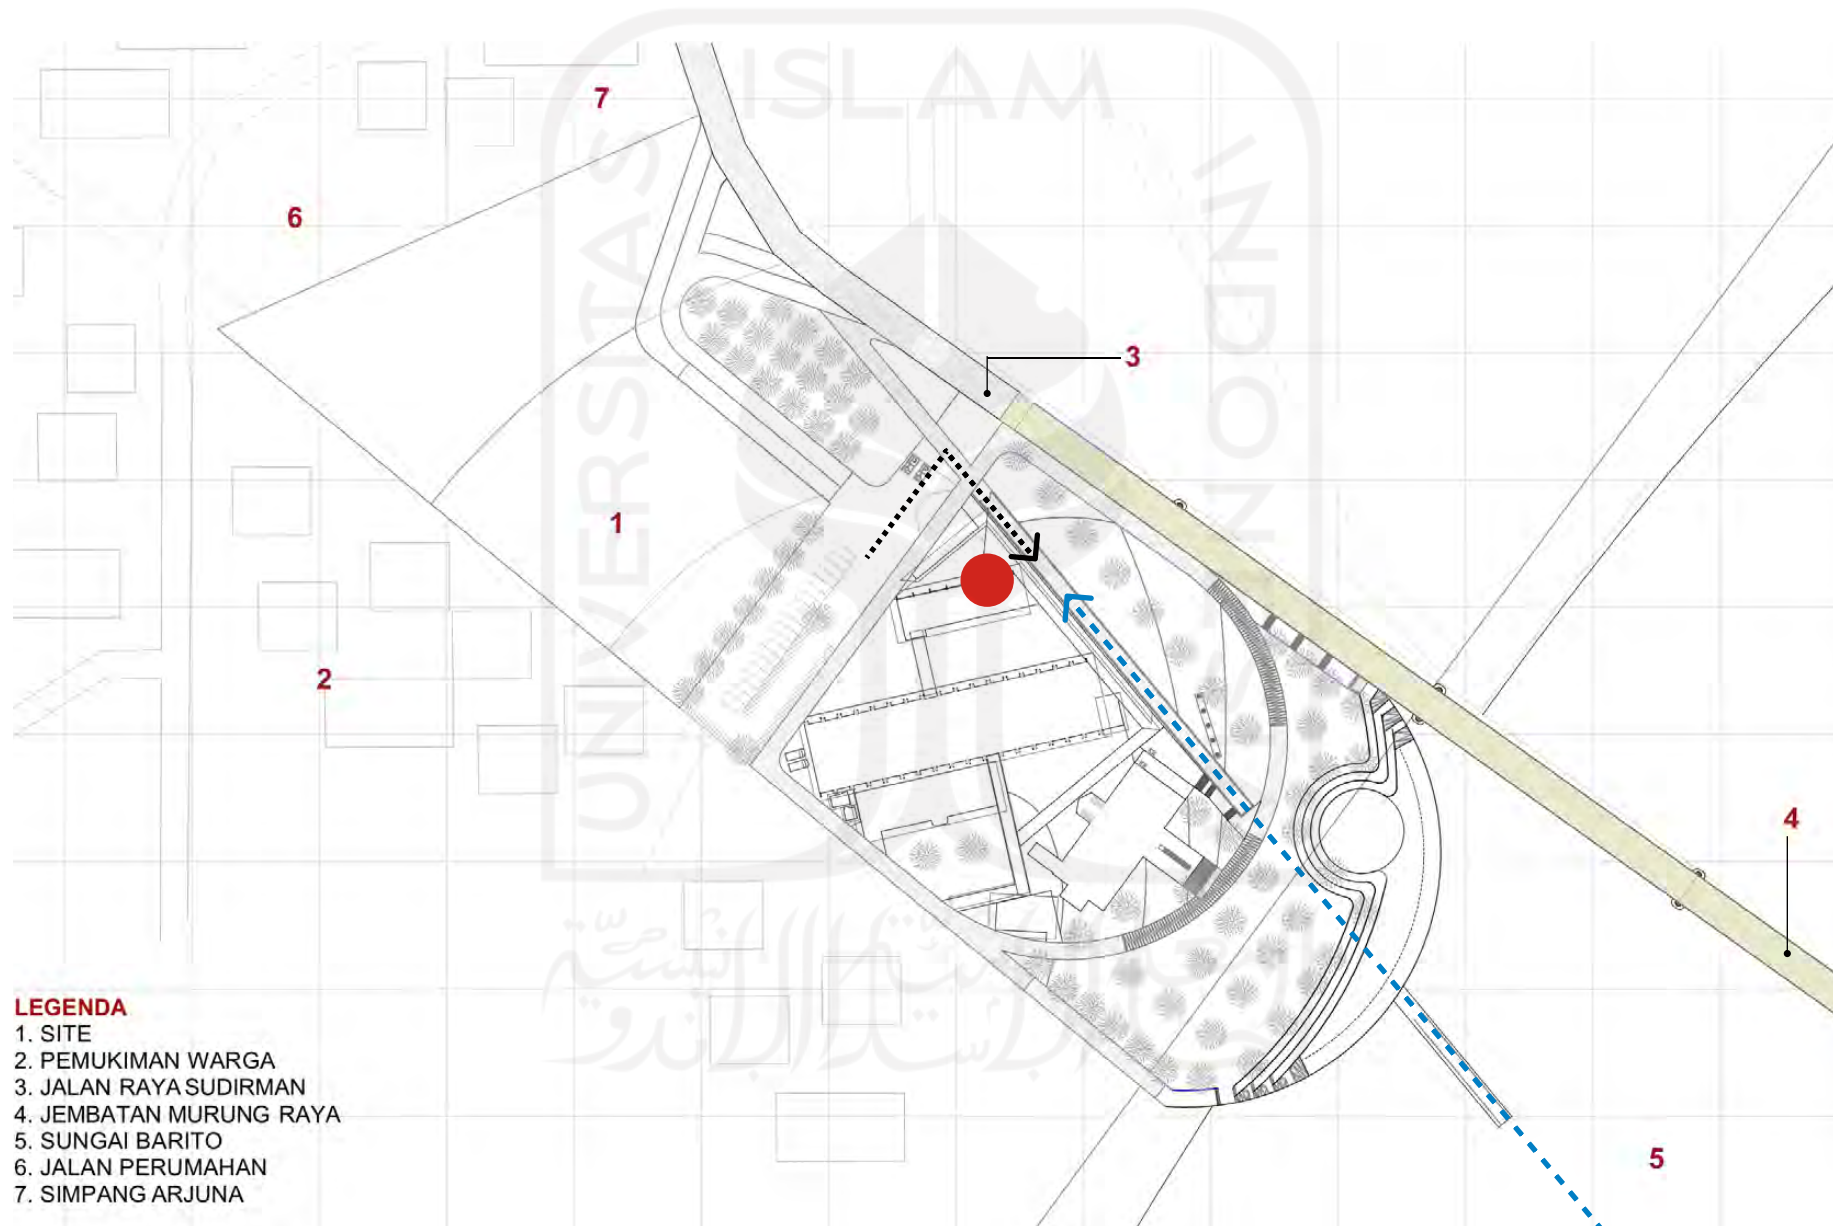 ISLAM
UNIVERSITAS
INDONESIA
7
6
3
1
2
4
5
LEGENDA
1. SITE
2. PEMUKIMAN WARGA
3. JALAN RAYA SUDIRMAN
4. JEMBATAN MURUNG RAYA
5. SUNGAI BARITO
6. JALAN PERUMAHAN
7. SIMPANG ARJUNA